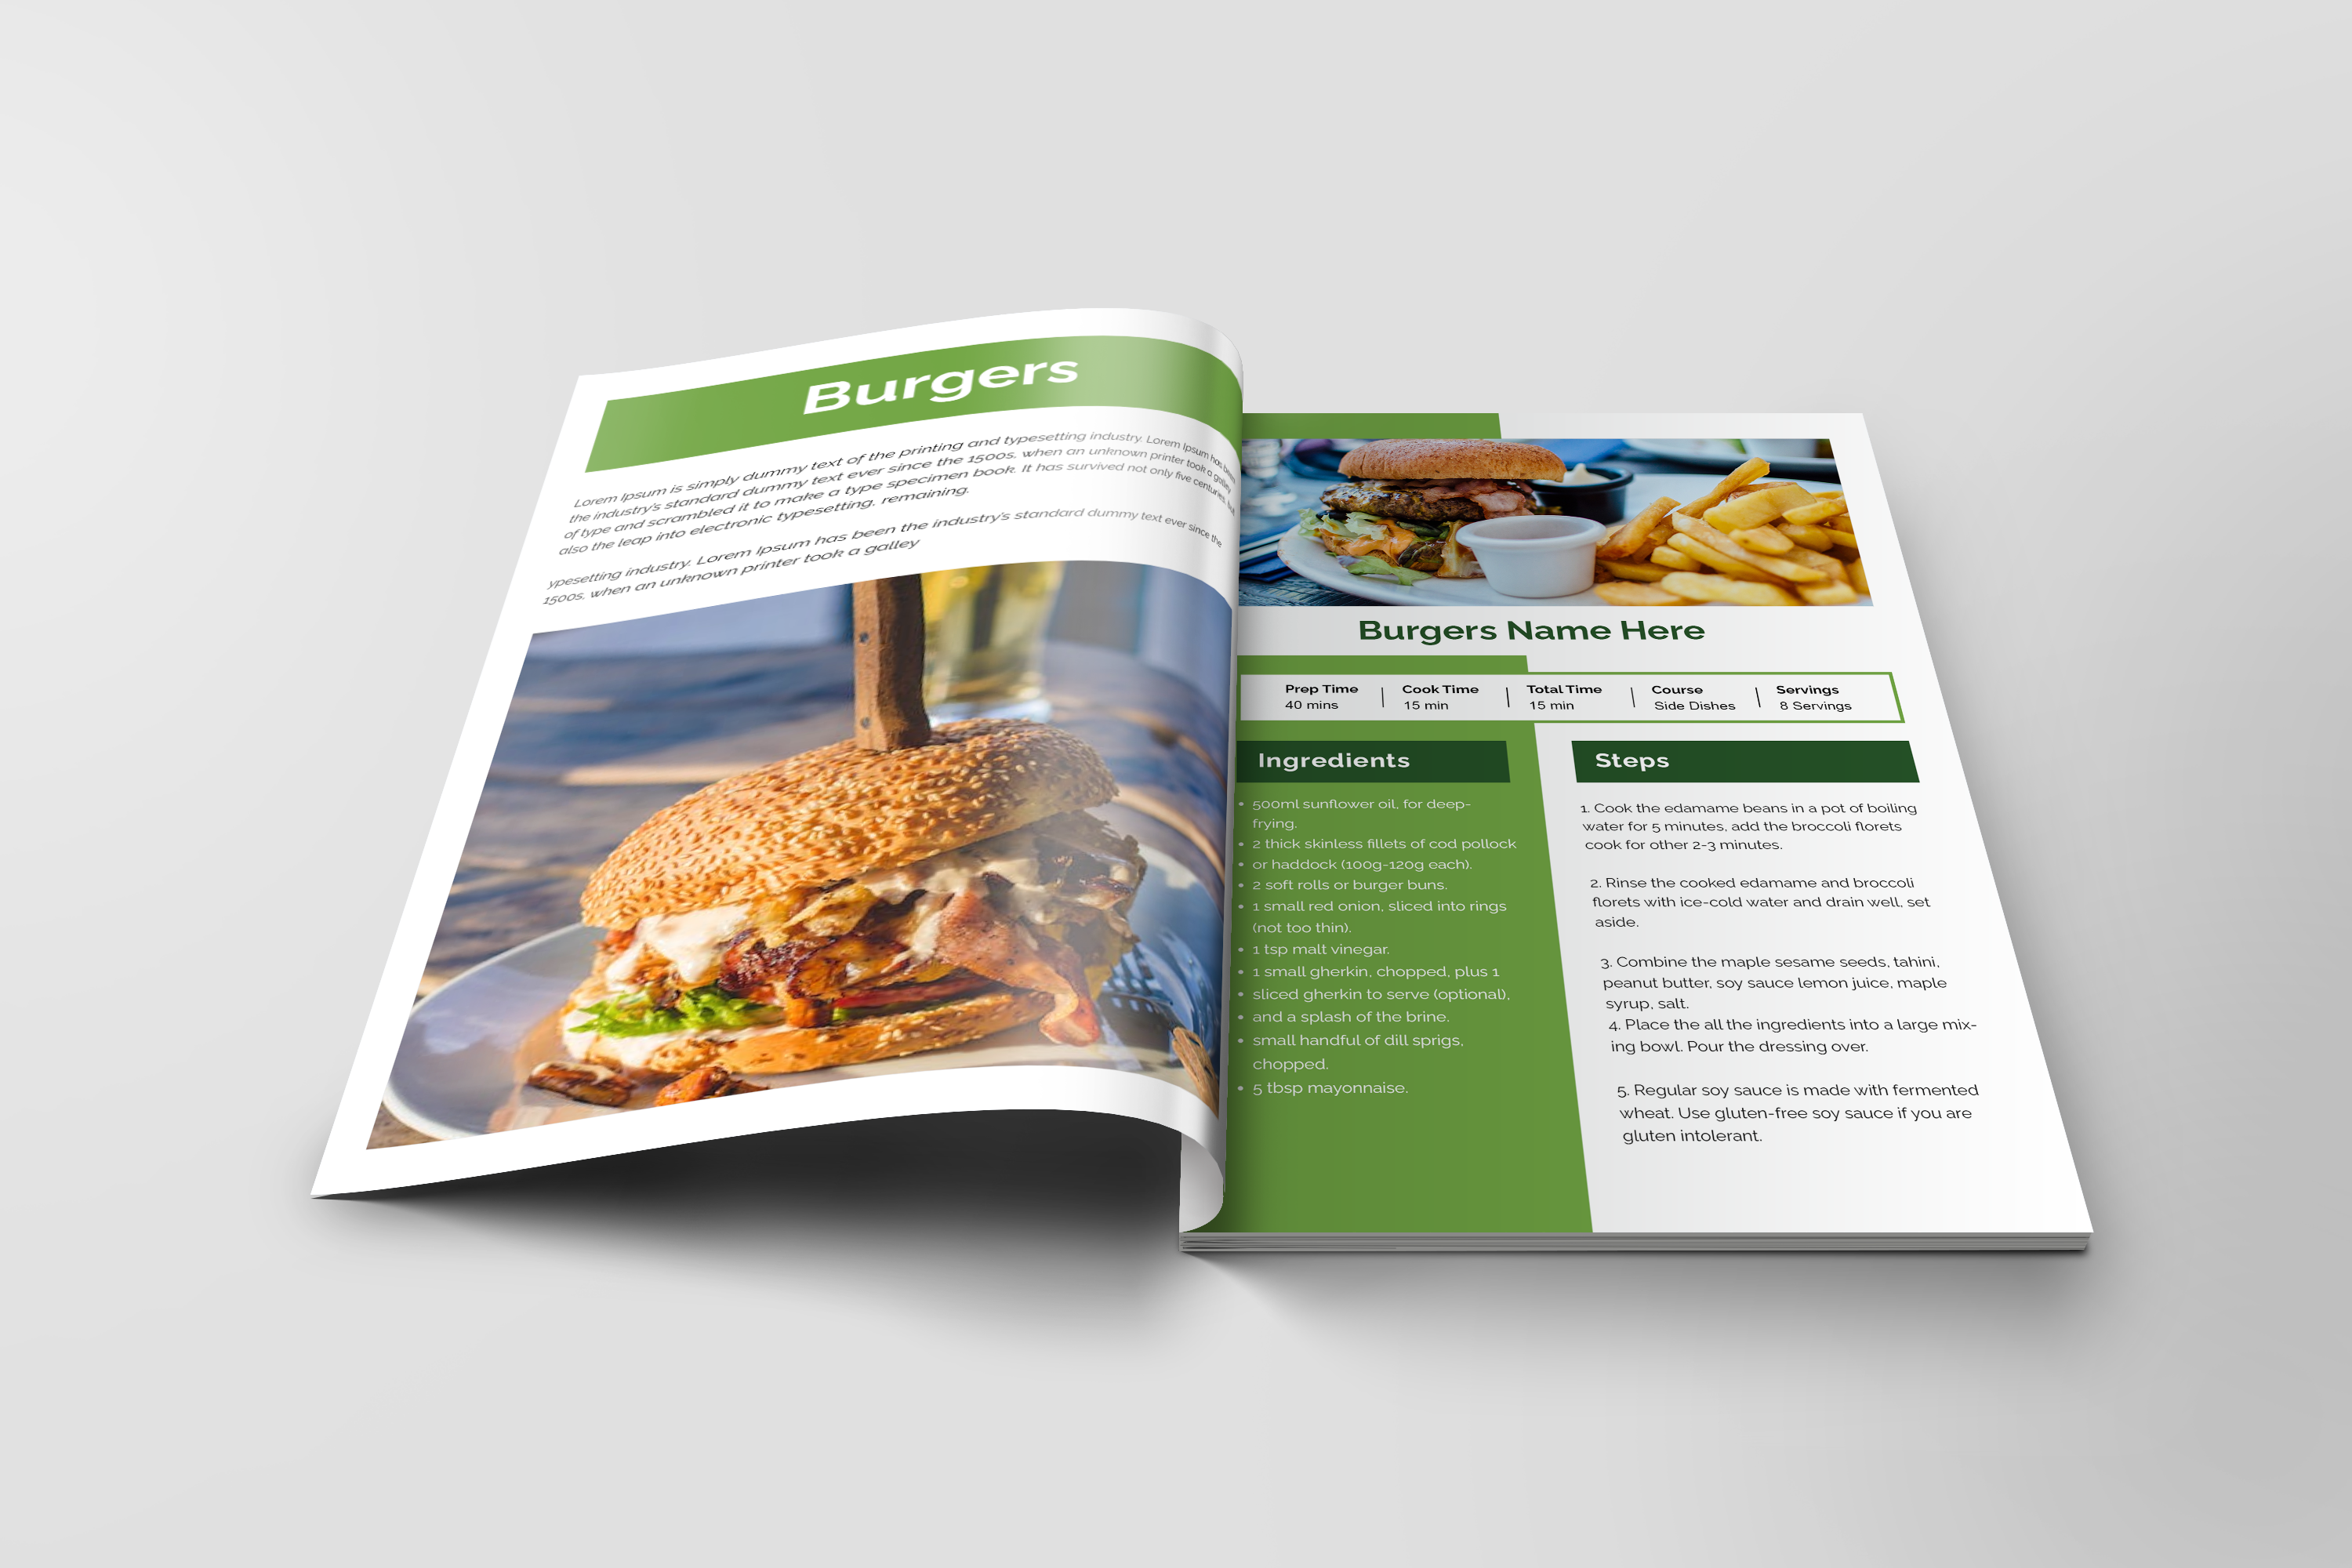 Burgers
Lorem Ipsum is simply dummy text of the printing and typesetting industry. Lorem Ipsum has been
the industry's standard dummy text ever since the 1500s, when an unknown printer took a galley
of type and scrambled it to make a type specimen book. It has survived not only five centuries, but
also the leap into electronic typesetting, remaining.
ypesetting industry. Lorem Ipsum has been the industry's standard dummy text ever since the
1500s, when an unknown printer took a galley
Burgers Name Here
Prep Time | Cook Time | Total Time | Course | Servings
40 mins 15 min 15 min Side Dishes 8 Servings
Ingredients
• 500ml sunflower oil, for deep-
frying.
• 2 thick skinless fillets of cod pollock
• or haddock (100g-120g each).
• 2 soft rolls or burger buns.
• 1 small red onion, sliced into rings
(not too thin).
• 1 tsp malt vinegar.
• 1 small gherkin, chopped, plus 1
• sliced gherkin to serve (optional),
• and a splash of the brine.
• small handful of dill sprigs,
chopped.
• 5 tbsp mayonnaise.
Steps
1. Cook the edamame beans in a pot of boiling
water for 5 minutes, add the broccoli florets
cook for other 2-3 minutes.
2. Rinse the cooked edamame and broccoli
florets with ice-cold water and drain well, set
aside.
3. Combine the maple sesame seeds, tahini,
peanut butter, soy sauce lemon juice, maple
syrup, salt.
4. Place the all the ingredients into a large mix-
ing bowl. Pour the dressing over.
5. Regular soy sauce is made with fermented
wheat. Use gluten-free soy sauce if you are
gluten intolerant.